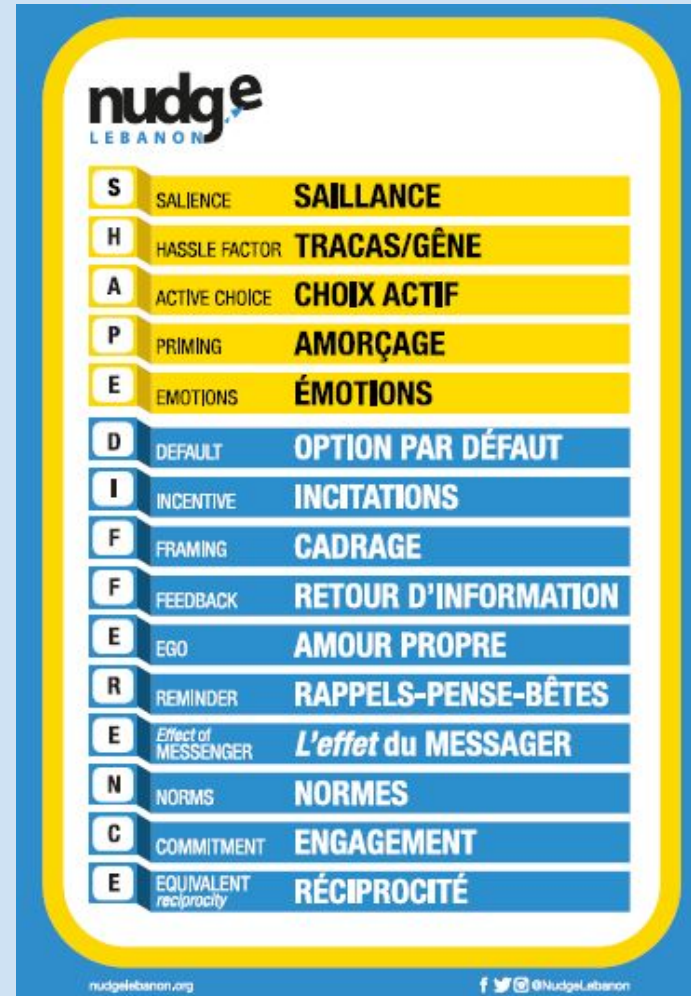 nudge
LEBANON
S SALIENCE SAILLANCE
H HASSLE FACTOR TRACAS/GÊNE
A ACTIVE CHOICE CHOIX ACTIF
P PRIMING AMORÇAGE
E EMOTIONS ÉMOTIONS
D DEFAULT OPTION PAR DÉFAUT
I INCENTIVE INCITATIONS
F FRAMING CADRAGE
F FEEDBACK RETOUR D'INFORMATION
E EGO AMOUR PROPRE
R REMINDER RAPPELS-PENSE-BÊTES
E Effect of MESSENGER L'effet du MESSAGER
N NORMS NORMES
C COMMITMENT ENGAGEMENT
E EQUIVALENT reciprocity RÉCIPROCITÉ
nudgelebanon.org @NudgeLebanon